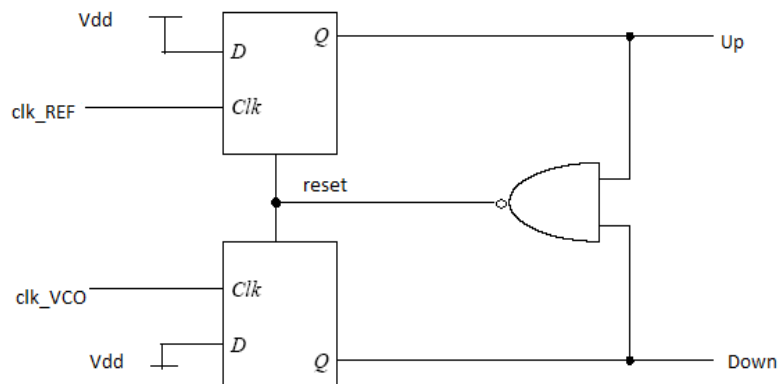 Vdd
Q
Up
D
clk_REF
Clk
reset
clk_VCO
Clk
Vdd
D
Q
Down